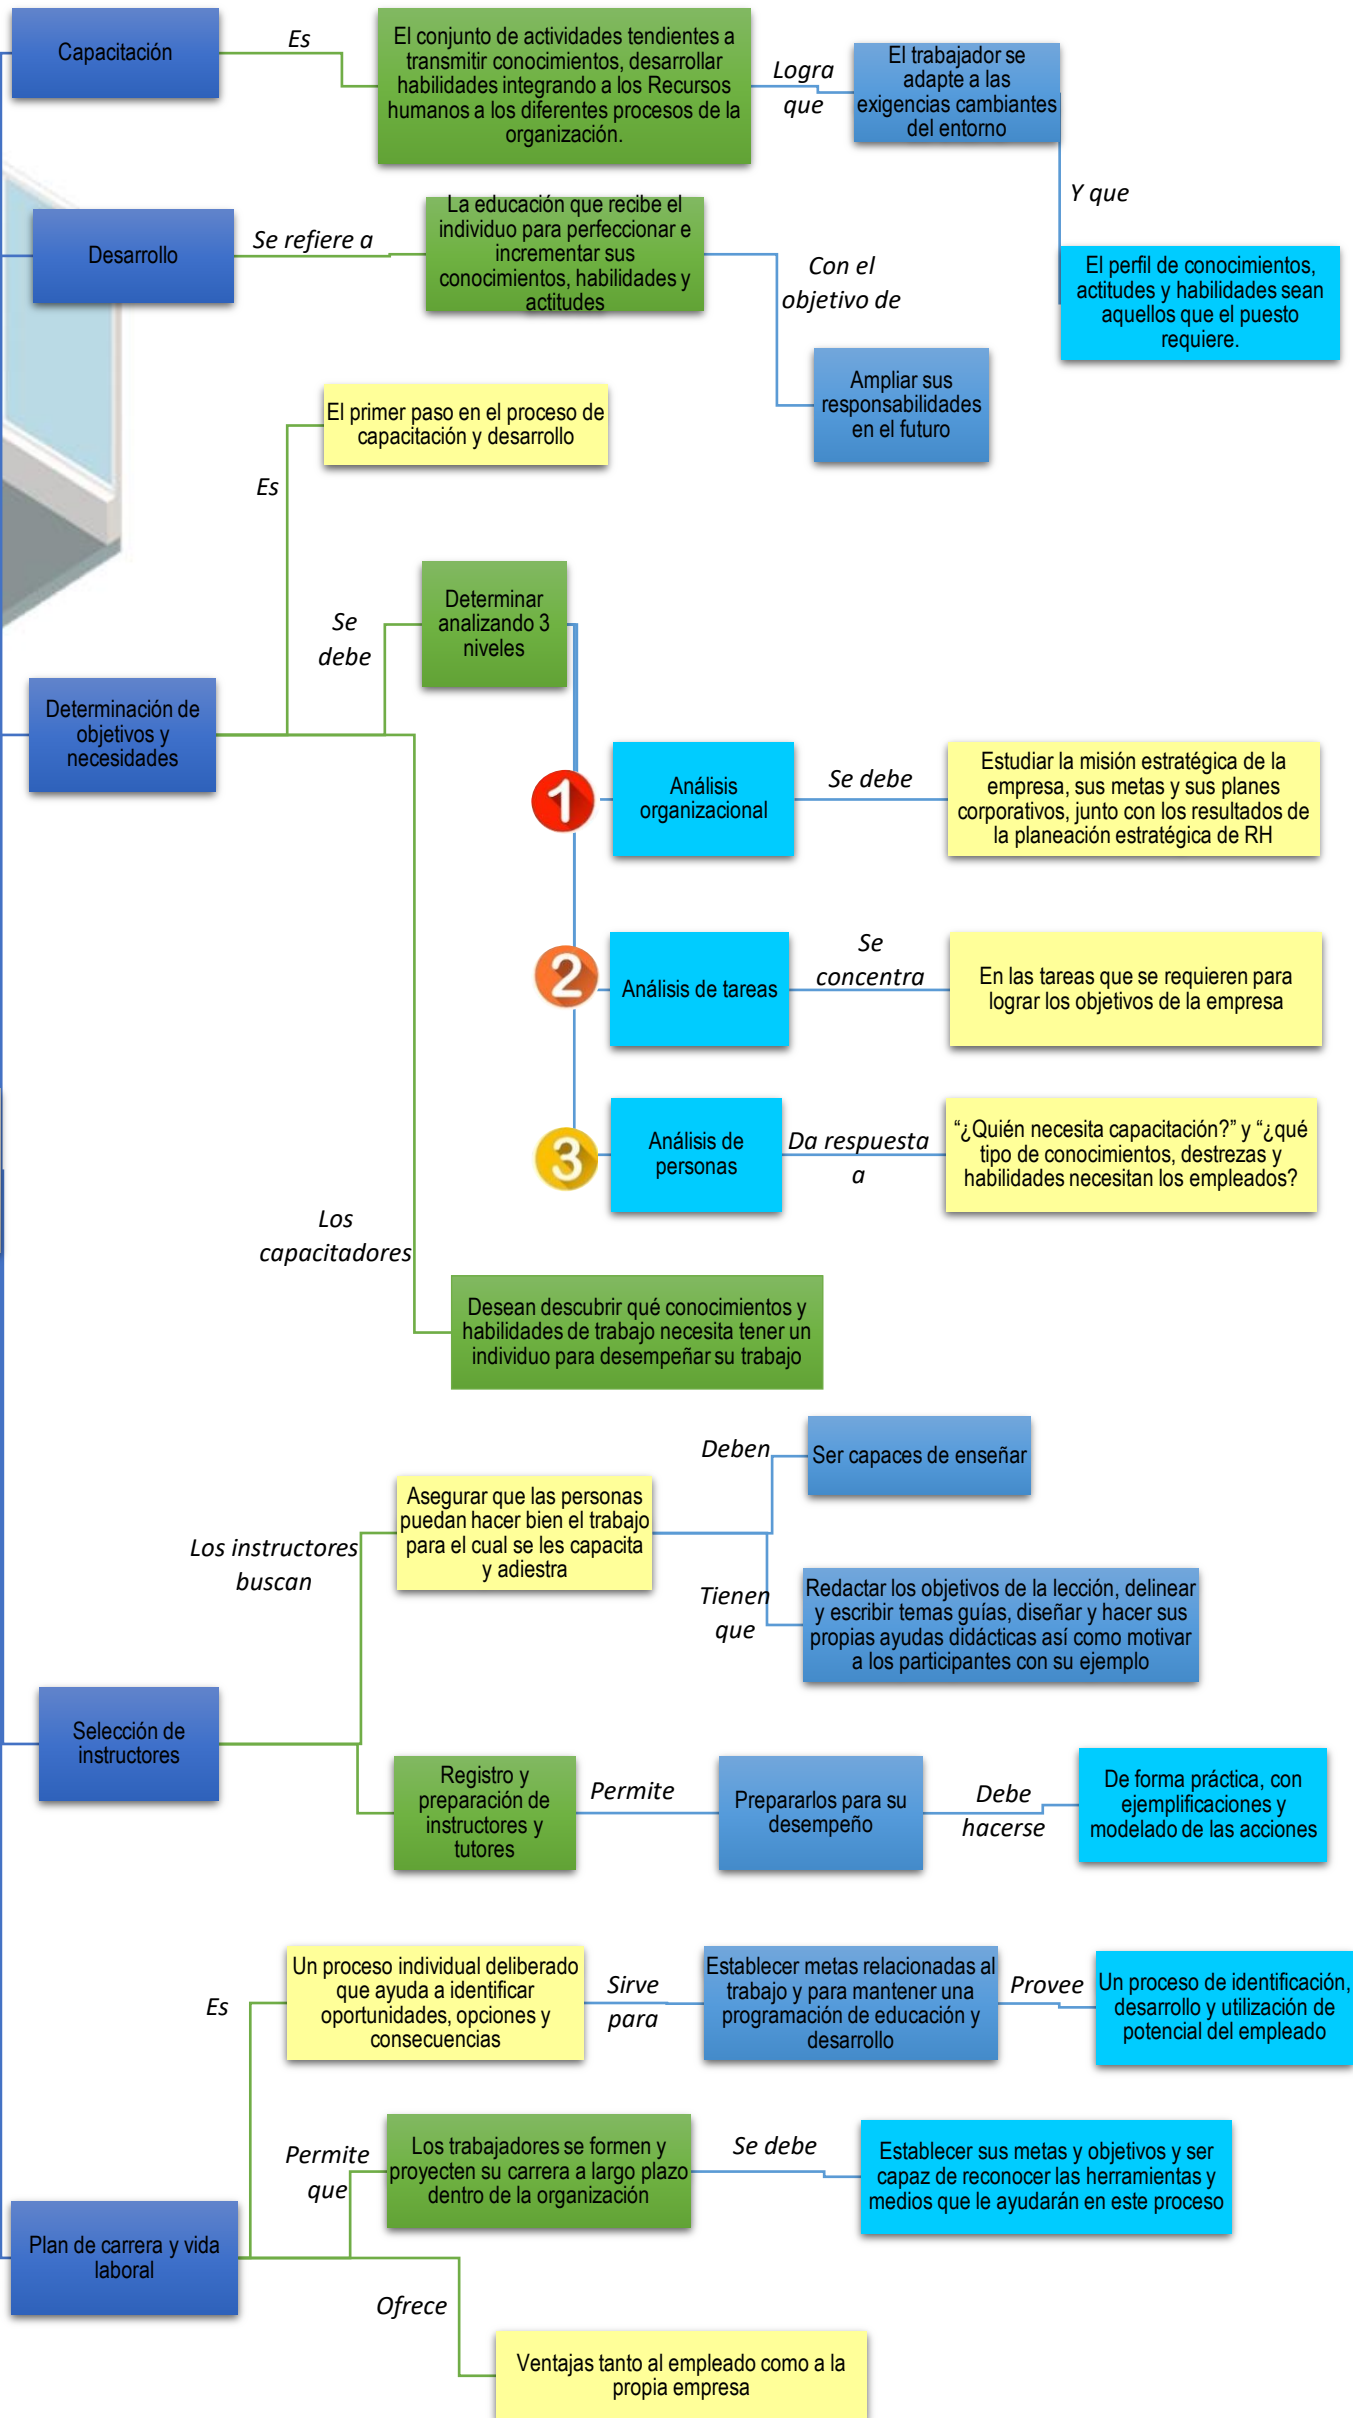 Capacitación
Es
El conjunto de actividades tendientes a
transmitir conocimientos, desarrollar
habilidades integrando a los Recursos
humanos a los diferentes procesos de la
organización.
Logra
que
El trabajador se
adapte a las
exigencias cambiantes
del entorno
Y que
El perfil de conocimientos,
actitudes y habilidades sean
aquellos que el puesto
requiere.
Desarrollo
Se refiere a
La educación que recibe el
individuo para perfeccionar e
incrementar sus
conocimientos, habilidades y
actitudes
Con el
objetivo de
Ampliar sus
responsabilidades
en el futuro
Determinación de
objetivos y
necesidades
Es
El primer paso en el proceso de
capacitación y desarrollo
Se
debe
Determinar
analizando 3
niveles
1
Análisis
organizacional
Se debe
Estudiar la misión estratégica de la
empresa, sus metas y sus planes
corporativos, junto con los resultados de
la planeación estratégica de RH
2
Análisis de tareas
Se
concentra
En las tareas que se requieren para
lograr los objetivos de la empresa
3
Análisis de
personas
Da respuesta
a
“¿Quién necesita capacitación?” y “¿qué
tipo de conocimientos, destrezas y
habilidades necesitan los empleados?
Los
capacitadores
Desean descubrir qué conocimientos y
habilidades de trabajo necesita tener un
individuo para desempeñar su trabajo
Selección de
instructores
Los instructores
buscan
Asegurar que las personas
puedan hacer bien el trabajo
para el cual se les capacita
y adiestra
Deben
Ser capaces de enseñar
Tienen
que
Redactar los objetivos de la lección, delinear
y escribir temas guías, diseñar y hacer sus
propias ayudas didácticas así como motivar
a los participantes con su ejemplo
Registro y
preparación de
instructores y
tutores
Permite
Prepararlos para su
desempeño
Debe
hacerse
De forma práctica, con
ejemplificaciones y
modelado de las acciones
Plan de carrera y vida
laboral
Es
Un proceso individual deliberado
que ayuda a identificar
oportunidades, opciones y
consecuencias
Sirve
para
Establecer metas relacionadas al
trabajo y para mantener una
programación de educación y
desarrollo
Provee
Un proceso de identificación,
desarrollo y utilización de
potencial del empleado
Permite
que
Los trabajadores se formen y
proyecten su carrera a largo plazo
dentro de la organización
Se debe
Establecer sus metas y objetivos y ser
capaz de reconocer las herramientas y
medios que le ayudarán en este proceso
Ofrece
Ventajas tanto al empleado como a la
propia empresa